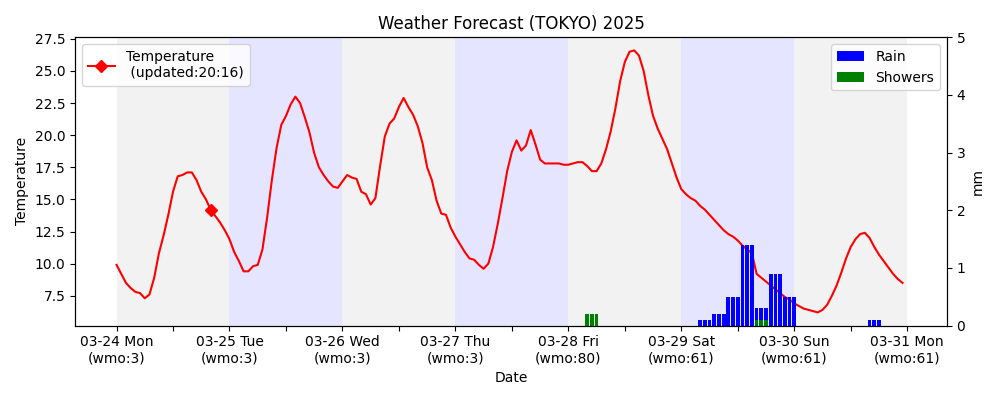 Weather Forecast (TOKYO) 2025
Temperature
(updated:20:16)
Rain
Showers
27.5
25.0
22.5
20.0
17.5
15.0
12.5
10.0
7.5
Temperature
5
4
3
2
1
0
mm
03-24 Mon
(wmo:3)
03-25 Tue
(wmo:3)
03-26 Wed
(wmo:3)
03-27 Thu
(wmo:3)
03-28 Fri
(wmo:80)
03-29 Sat
(wmo:61)
03-30 Sun
(wmo:61)
03-31 Mon
(wmo:61)
Date